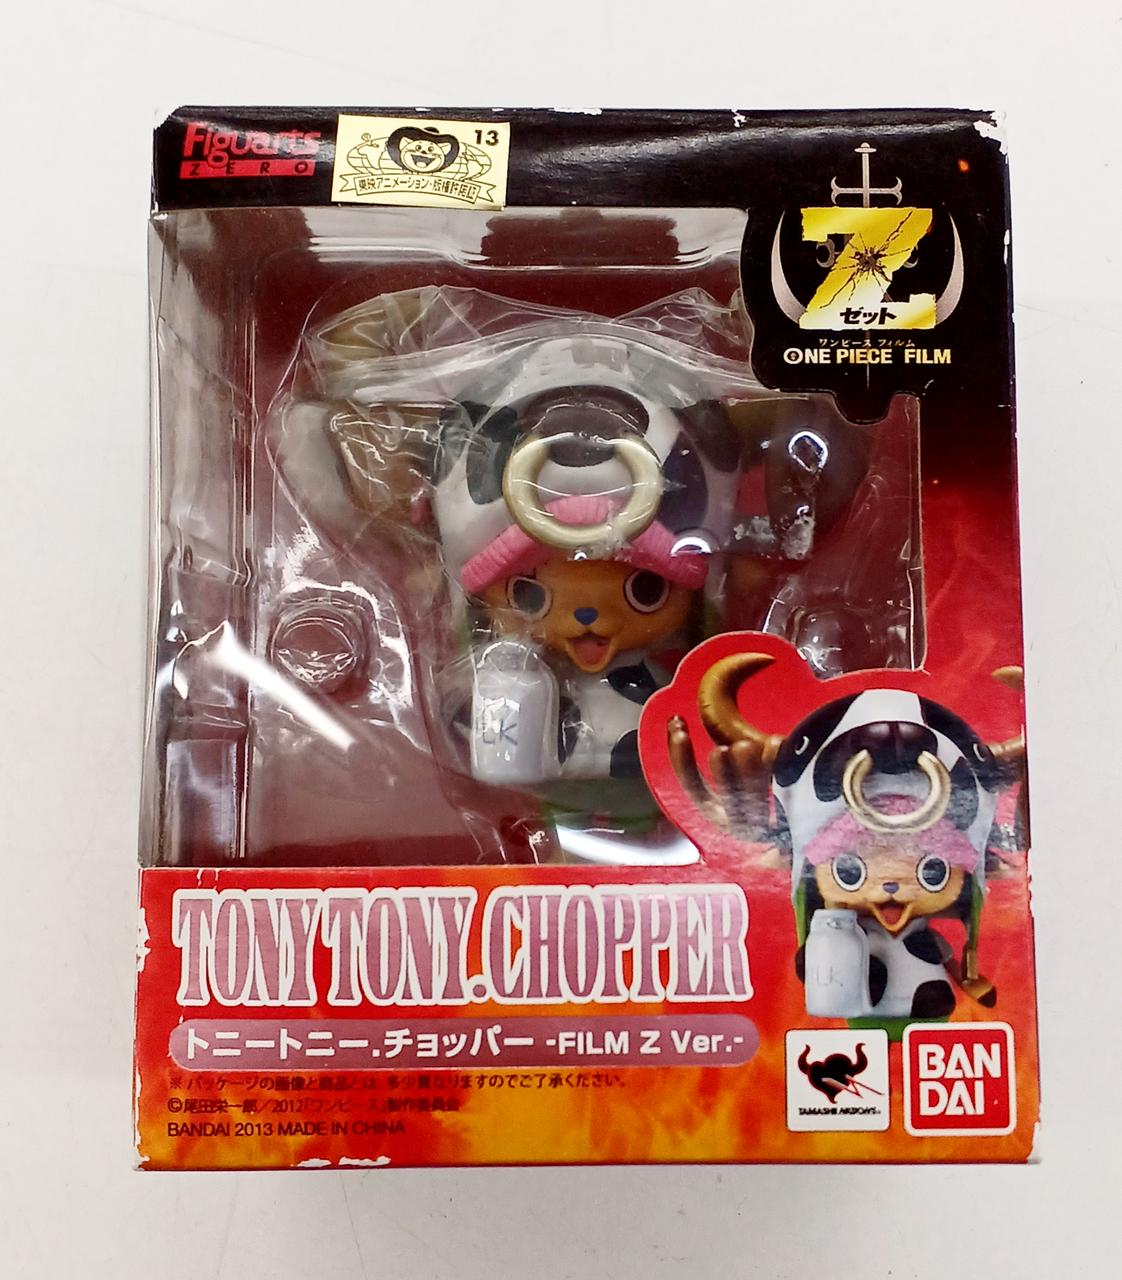 Figuarts
ZERO
13
東映アニメーション・版権許諾証
Z
ゼット
ワンピース フィルム
ONE PIECE FILM
LK
TONY TONY.CHOPPER
LK
トニートニー.チョッパー -FILM Z Ver.-
※パッケージの画像と商品とは、多少異なりますのでご了承ください。
©尾田栄一郎/2012「ワンピース」製作委員会
BANDAI 2013 MADE IN CHINA
TAMASHII NATIONS
BAN
DAI